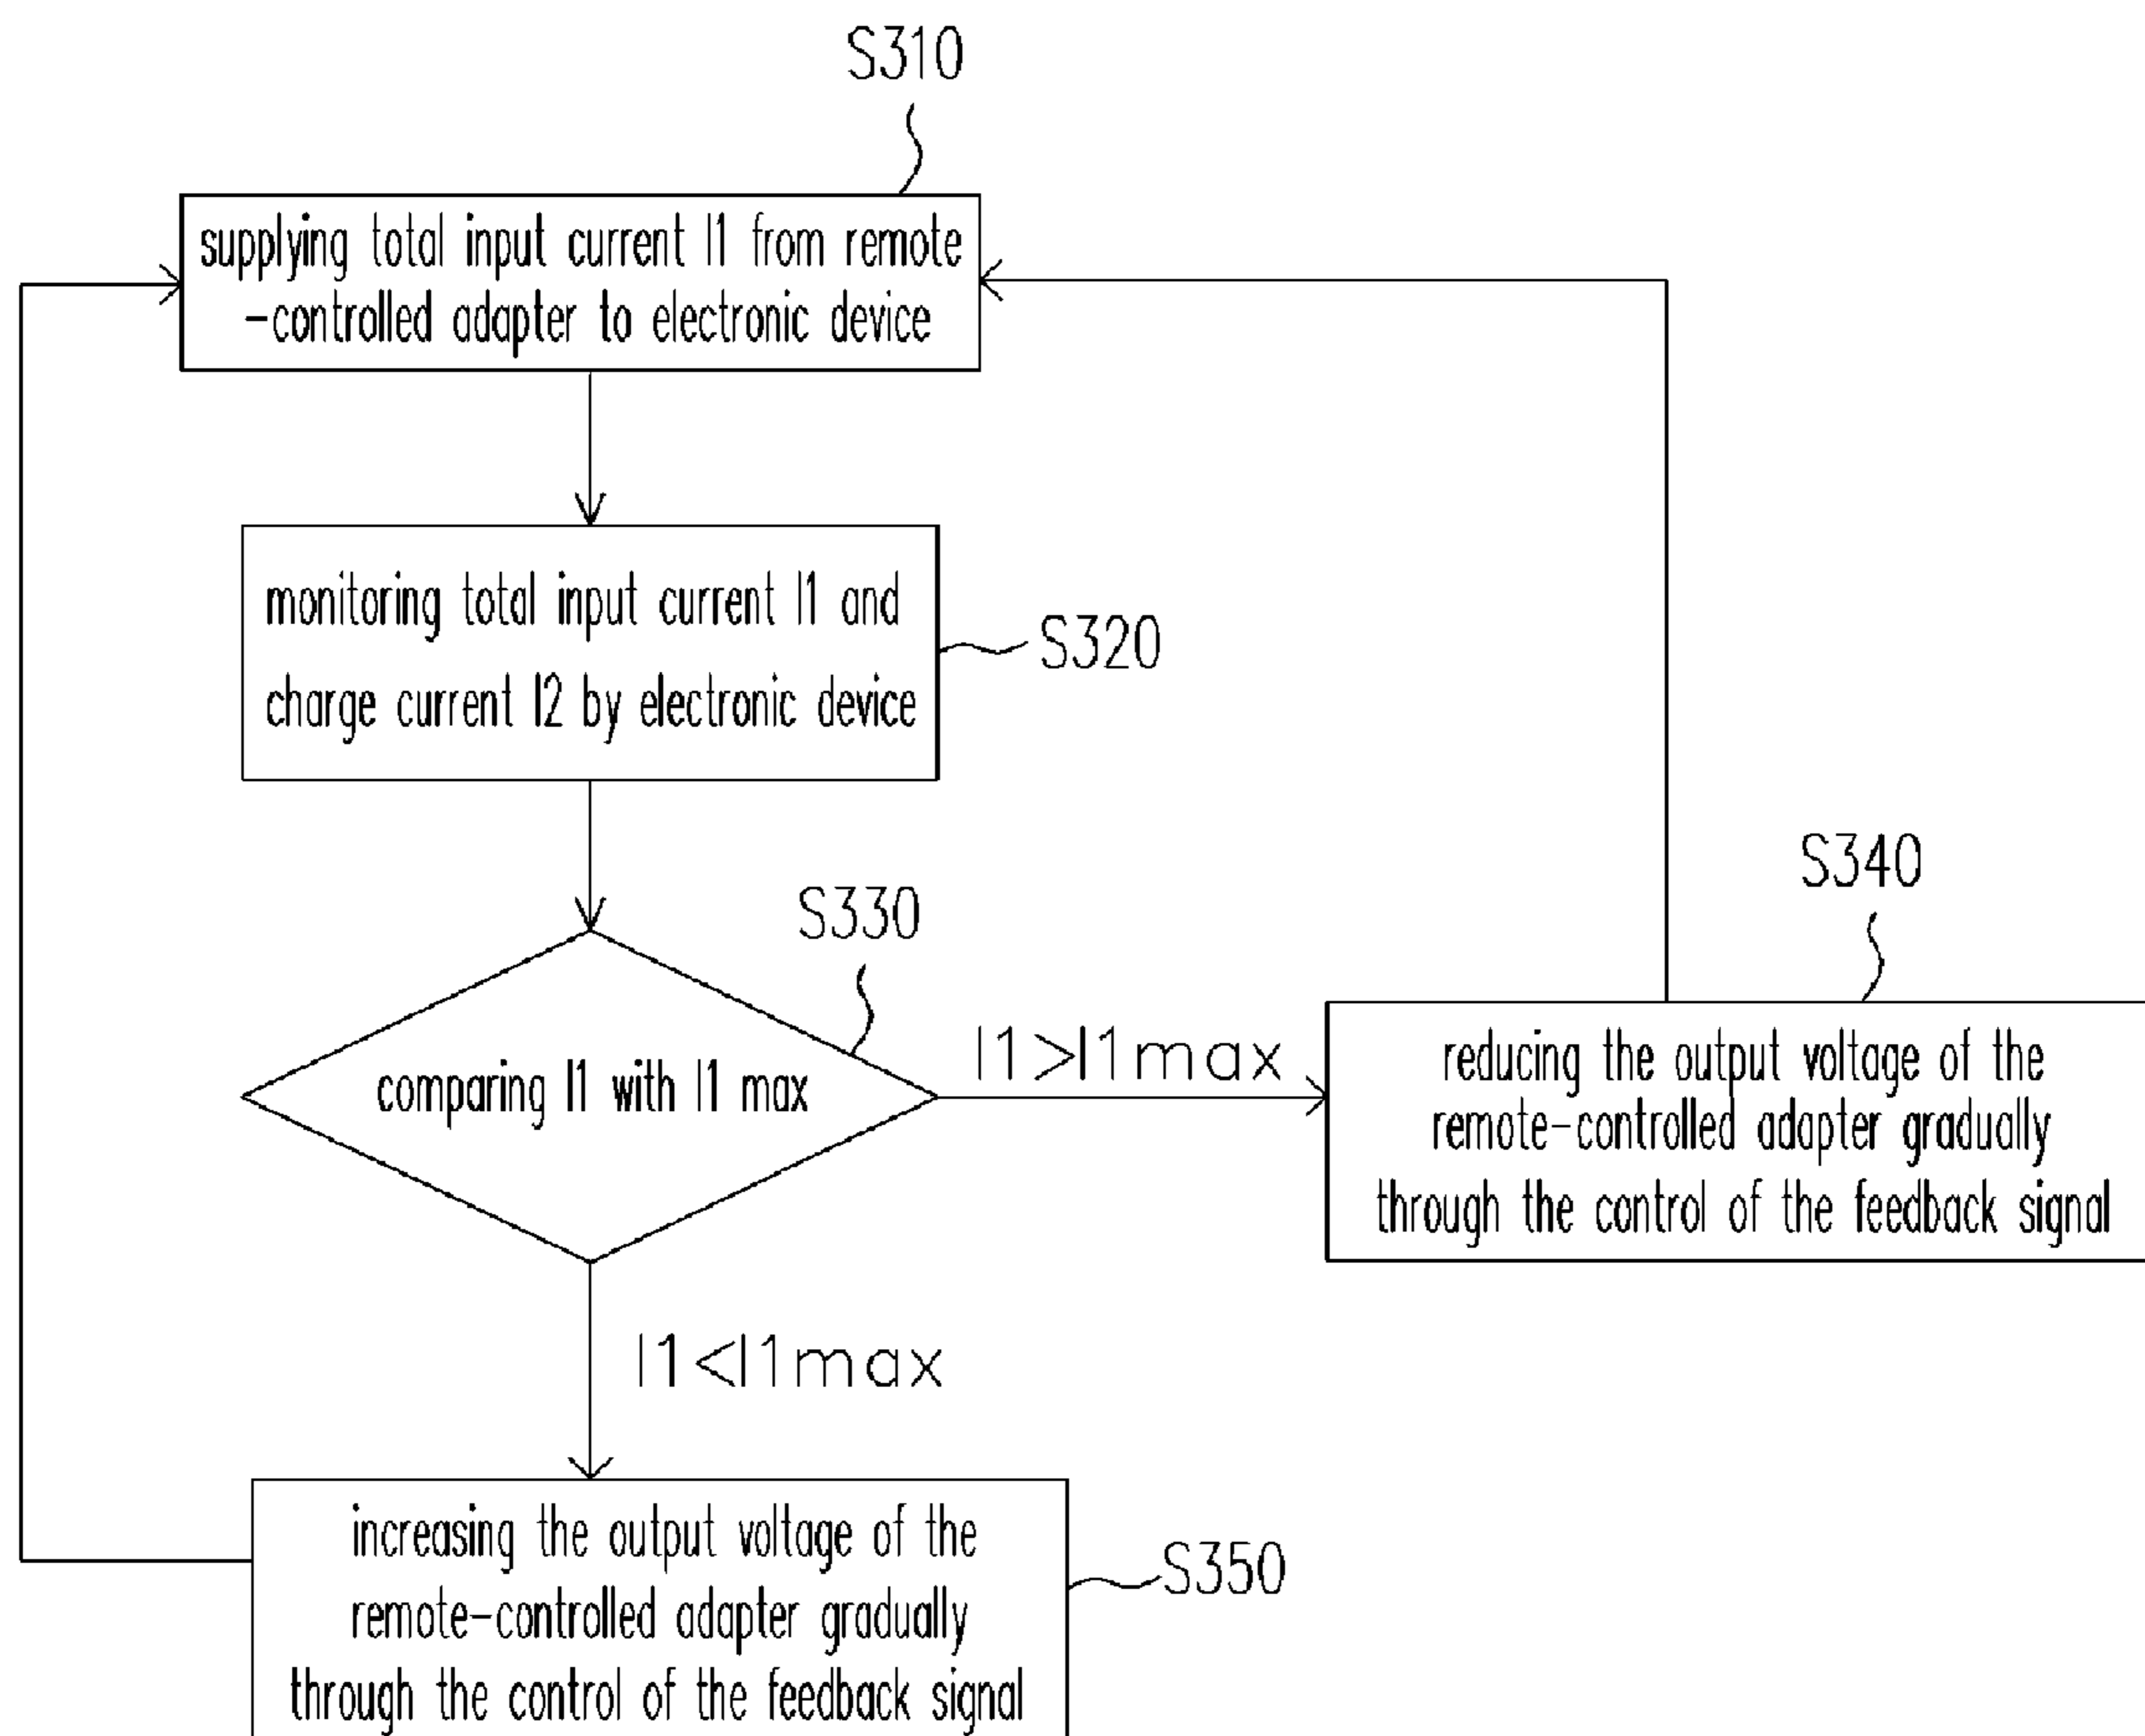 S310
supplying total input current I1 from remote
-controlled adapter to electronic device
monitoring total input current I1 and
charge current I2 by electronic device
S320
S330
comparing I1 with I1 max
I1>I1max
S340
reducing the output voltage of the
remote-controlled adapter gradually
through the control of the feedback signal
I1<I1max
increasing the output voltage of the
remote-controlled adapter gradually
through the control of the feedback signal
S350